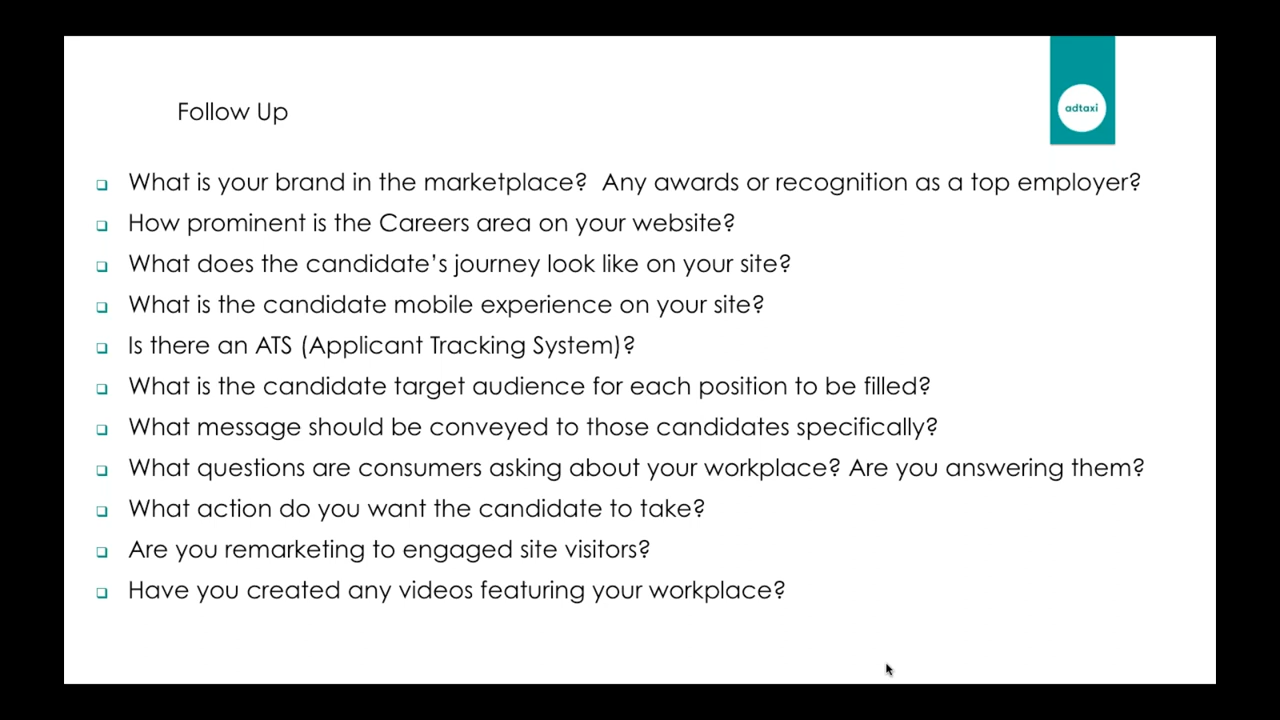 adtaxi
Follow Up
What is your brand in the marketplace?  Any awards or recognition as a top employer?
How prominent is the Careers area on your website?
What does the candidate’s journey look like on your site?
What is the candidate mobile experience on your site?
Is there an ATS (Applicant Tracking System)?
What is the candidate target audience for each position to be filled?
What message should be conveyed to those candidates specifically?
What questions are consumers asking about your workplace? Are you answering them?
What action do you want the candidate to take?
Are you remarketing to engaged site visitors?
Have you created any videos featuring your workplace?